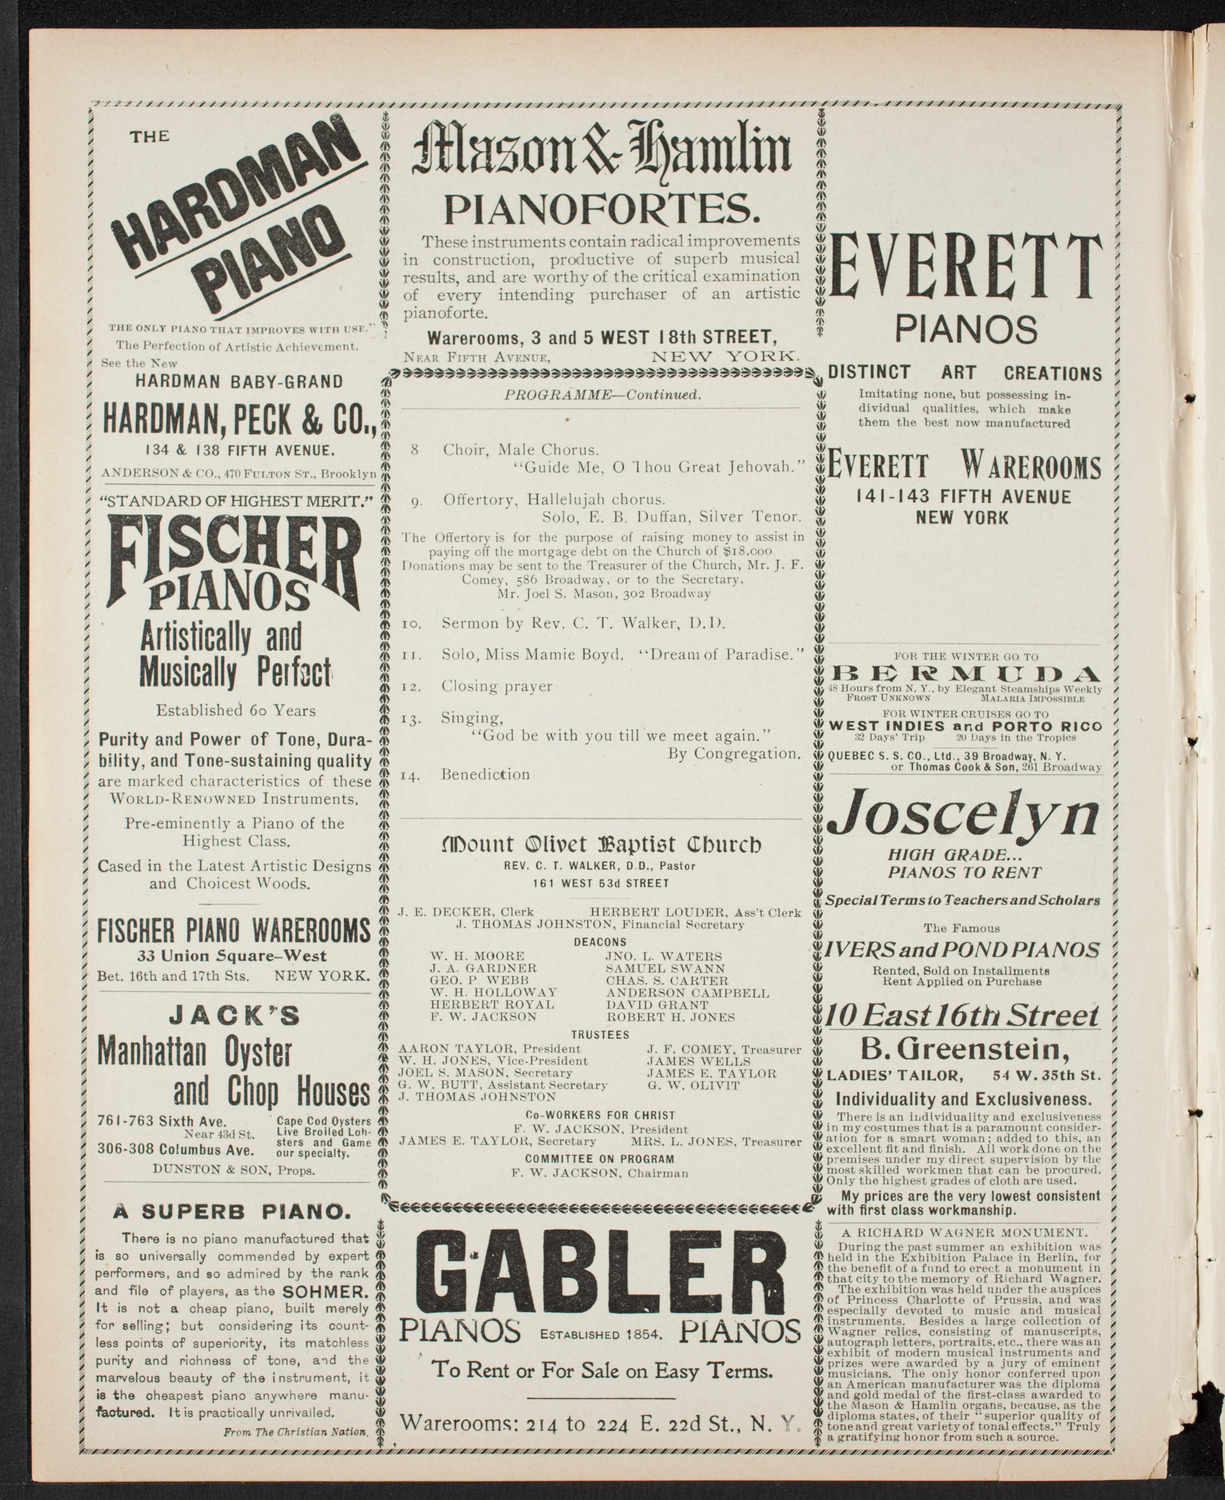 THE
HARDMAN
PIANO
THE ONLY PIANO THAT IMPROVES WITH USE."
The Perfection of Artistic Achievement.
See the New
HARDMAN BABY-GRAND
HARDMAN, PECK & CO.,
134 & 138 FIFTH AVENUE.
ANDERSON & CO., 470 FULTON ST., Brooklyn
"STANDARD OF HIGHEST MERIT."
FISCHER
PIANOS
Artistically and
Musically Perfect
Established 60 Years
Purity and Power of Tone, Dura-
bility, and Tone-sustaining quality
are marked characteristics of these
WORLD-RENOWNED Instruments.
Pre-eminently a Piano of the
Highest Class.
Cased in the Latest Artistic Designs
and Choicest Woods.
FISCHER PIANO WAREROOMS
33 Union Square-West
Bet. 16th and 17th Sts. NEW YORK.
JACK'S
Manhattan Oyster
and Chop Houses
761-763 Sixth Ave.
Near 43d St.
306-308 Columbus Ave.
Cape Cod Oysters
Live Broiled Lob-
sters and Game
our specialty.
DUNSTON & SON, Props.
A SUPERB PIANO.
There is no piano manufactured that
is so universally commended by expert
performers, and so admired by the rank
and file of players, as the SOHMER.
It is not a cheap piano, built merely
for selling; but considering its count-
less points of superiority, its matchless
purity and richness of tone, and the
marvelous beauty of the instrument, it
is the cheapest piano anywhere manu-
factured. It is practically unrivalled.
From The Christian Nation.
Mason & Hamlin
PIANOFORTES.
These instruments contain radical improvements
in construction, productive of superb musical
results, and are worthy of the critical examination
of every intending purchaser of an artistic
pianoforte.
Warerooms, 3 and 5 WEST 18th STREET,
NEAR FIFTH AVENUE, NEW YORK.
PROGRAMME—Continued.
8 Choir, Male Chorus.
"Guide Me, O Thou Great Jehovah."
9. Offertory, Hallelujah chorus.
Solo, E. B. Duffan, Silver Tenor.
The Offertory is for the purpose of raising money to assist in
paying off the mortgage debt on the Church of $18,000
Donations may be sent to the Treasurer of the Church, Mr. J. F.
Comey, 586 Broadway, or to the Secretary,
Mr. Joel S. Mason, 302 Broadway
10. Sermon by Rev. C. T. Walker, D.D.
11. Solo, Miss Mamie Boyd. "Dream of Paradise."
12. Closing prayer
13. Singing,
"God be with you till we meet again."
By Congregation.
14. Benediction
Mount Olivet Baptist Church
REV. C. T. WALKER, D.D., Pastor
161 WEST 53d STREET
J. E. DECKER, Clerk HERBERT LOUDER, Ass't Clerk
J. THOMAS JOHNSTON, Financial Secretary
DEACONS
W. H. MOORE JNO. L. WATERS
J. A. GARDNER SAMUEL SWANN
GEO. P. WEBB CHAS. S. CARTER
W. H. HOLLOWAY ANDERSON CAMPBELL
HERBERT ROYAL DAVID GRANT
F. W. JACKSON ROBERT H. JONES
TRUSTEES
AARON TAYLOR, President J. F. COMEY, Treasurer
W. H. JONES, Vice-President JAMES WELLS
JOEL S. MASON, Secretary JAMES E. TAYLOR
G. W. BUTT, Assistant Secretary G. W. OLIVIT
J. THOMAS JOHNSTON
Co-WORKERS FOR CHRIST
F. W. JACKSON, President
JAMES E. TAYLOR, Secretary MRS. L. JONES, Treasurer
COMMITTEE ON PROGRAM
F. W. JACKSON, Chairman
GABLER
PIANOS ESTABLISHED 1854. PIANOS
To Rent or For Sale on Easy Terms.
Warerooms: 214 to 224 E. 22d St., N. Y.
EVERETT
PIANOS
DISTINCT ART CREATIONS
Imitating none, but possessing in-
dividual qualities, which make
them the best now manufactured
EVERETT WAREROOMS
141-143 FIFTH AVENUE
NEW YORK
FOR THE WINTER GO TO
BERMUDA
48 Hours from N. Y., by Elegant Steamships Weekly
FROST UNKNOWN MALARIA IMPOSSIBLE
FOR WINTER CRUISES GO TO
WEST INDIES and PORTO RICO
32 Days' Trip 20 Days in the Tropics
QUEBEC S. S. CO., Ltd., 39 Broadway, N. Y.
or Thomas Cook & Son, 261 Broadway
Joscelyn
HIGH GRADE...
PIANOS TO RENT
Special Terms to Teachers and Scholars
The Famous
IVERS and POND PIANOS
Rented, Sold on Installments
Rent Applied on Purchase
10 East 16th Street
B. Greenstein,
LADIES' TAILOR, 54 W. 35th St.
Individuality and Exclusiveness.
There is an individuality and exclusiveness
in my costumes that is a paramount consider-
ation for a smart woman; added to this, an
excellent fit and finish. All work done on the
premises under my direct supervision by the
most skilled workmen that can be procured.
Only the highest grades of cloth are used.
My prices are the very lowest consistent
with first class workmanship.
A RICHARD WAGNER MONUMENT.
During the past summer an exhibition was
held in the Exhibition Palace in Berlin, for
the benefit of a fund to erect a monument in
that city to the memory of Richard Wagner.
The exhibition was held under the auspices
of Princess Charlotte of Prussia, and was
especially devoted to music and musical
instruments. Besides a large collection of
Wagner relics, consisting of manuscripts,
autograph letters, portraits, etc., there was an
exhibit of modern musical instruments and
prizes were awarded by a jury of eminent
musicians. The only honor conferred upon
an American manufacturer was the diploma
and gold medal of the first-class awarded to
the Mason & Hamlin organs, because, as the
diploma states, of their "superior quality of
tone and great variety of tonal effects." Truly
a gratifying honor from such a source.